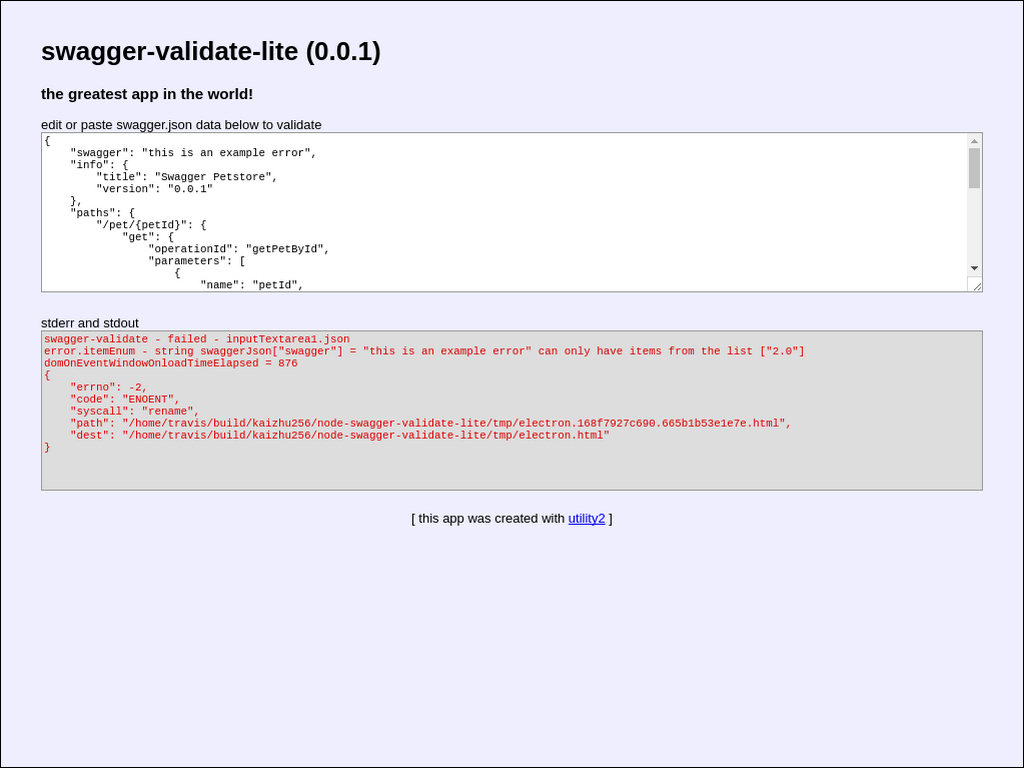 swagger-validate-lite (0.0.1)
the greatest app in the world!
edit or paste swagger.json data below to validate
{
    "swagger": "this is an example error",
    "info": {
        "title": "Swagger Petstore",
        "version": "0.0.1"
    },
    "paths": {
        "/pet/{petId}": {
            "get": {
                "operationId": "getPetById",
                "parameters": [
                    {
                        "name": "petId",
stderr and stdout
swagger-validate - failed - inputTextarea1.json
error.itemEnum - string swaggerJson["swagger"] = "this is an example error" can only have items from the list ["2.0"]
domOnEventWindowOnloadTimeElapsed = 876
{
    "errno": -2,
    "code": "ENOENT",
    "syscall": "rename",
    "path": "/home/travis/build/kaizhu256/node-swagger-validate-lite/tmp/electron.168f7927c690.665b1b53e1e7e.html",
    "dest": "/home/travis/build/kaizhu256/node-swagger-validate-lite/tmp/electron.html"
}
[ this app was created with utility2 ]